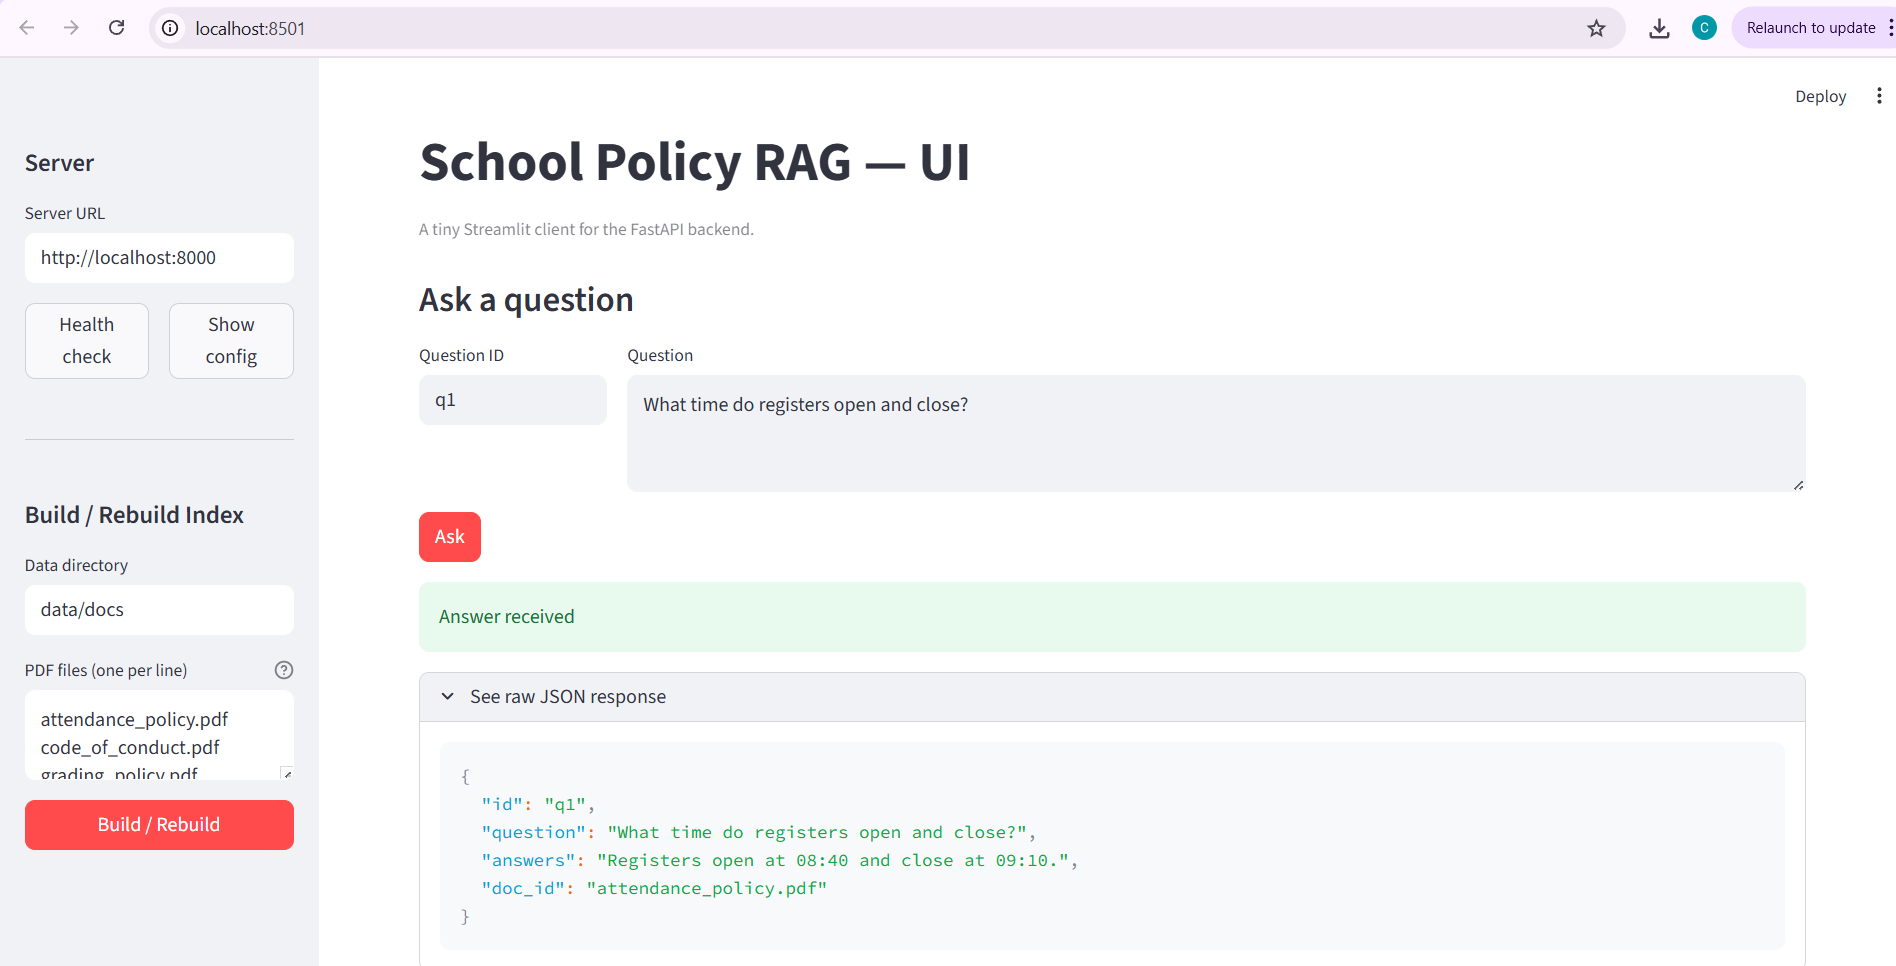 localhost:8501
C
Relaunch to update
Deploy
Server
Server URL
http://localhost:8000
Health
check
Show
config
Build / Rebuild Index
Data directory
data/docs
PDF files (one per line)
attendance_policy.pdf
code_of_conduct.pdf
grading_policy.pdf
Build / Rebuild
School Policy RAG — UI
A tiny Streamlit client for the FastAPI backend.
Ask a question
Question ID
q1
Question
What time do registers open and close?
Ask
Answer received
See raw JSON response
{
"id": "q1",
"question": "What time do registers open and close?",
"answers": "Registers open at 08:40 and close at 09:10.",
"doc_id": "attendance_policy.pdf"
}